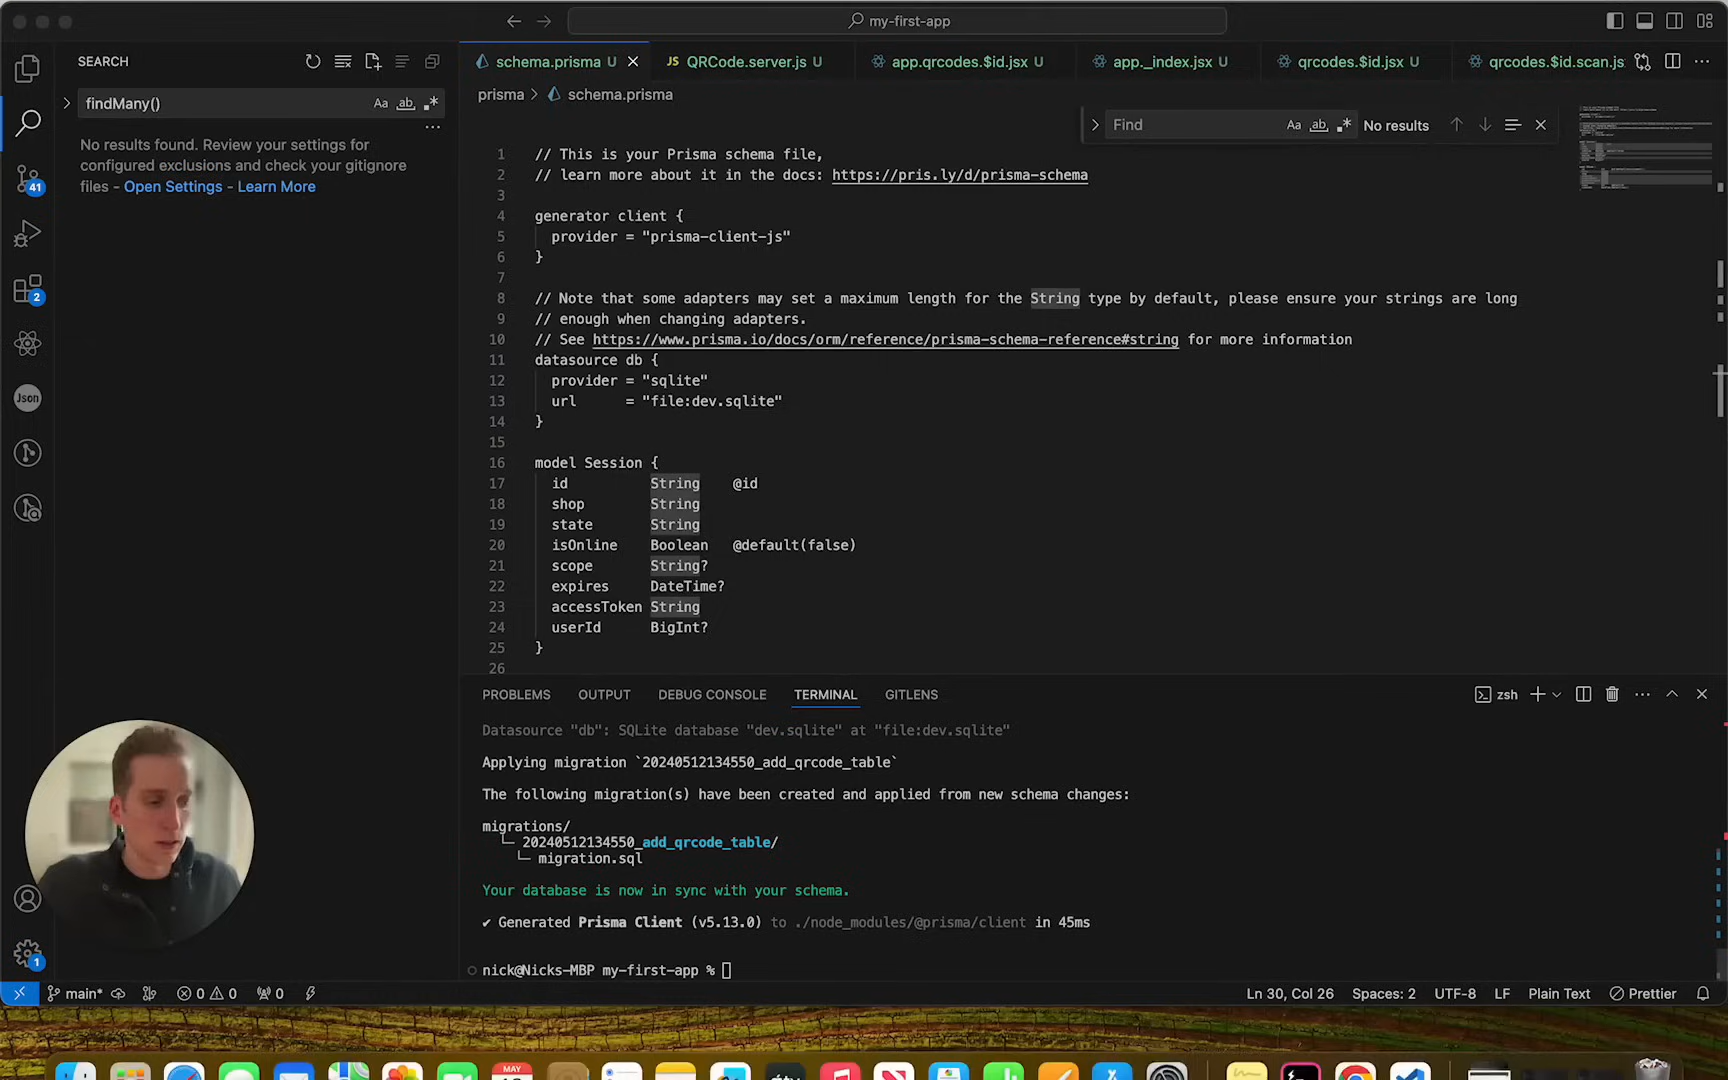 my-first-app
SEARCH
schema.prisma U
JS QRCode.server.js U
app.qrcodes.$id.jsx U
app._index.jsx U
qrcodes.$id.jsx U
qrcodes.$id.scan.js
findMany()
Aa ab
prisma > schema.prisma
Find
Aa ab
No results
No results found. Review your settings for
configured exclusions and check your gitignore
files - Open Settings - Learn More
41
2
Json
1 // This is your Prisma schema file,
2 // learn more about it in the docs: https://pris.ly/d/prisma-schema
3
4 generator client {
5 provider = "prisma-client-js"
6 }
7
8 // Note that some adapters may set a maximum length for the String type by default, please ensure your strings are long
9 // enough when changing adapters.
10 // See https://www.prisma.io/docs/orm/reference/prisma-schema-reference#string for more information
11 datasource db {
12 provider = "sqlite"
13 url = "file:dev.sqlite"
14 }
15
16 model Session {
17 id String @id
18 shop String
19 state String
20 isOnline Boolean @default(false)
21 scope String?
22 expires DateTime?
23 accessToken String
24 userId BigInt?
25 }
26
PROBLEMS OUTPUT DEBUG CONSOLE TERMINAL GITLENS
zsh
Datasource "db": SQLite database "dev.sqlite" at "file:dev.sqlite"
Applying migration `20240512134550_add_qrcode_table`
The following migration(s) have been created and applied from new schema changes:
migrations/
└─ 20240512134550_add_qrcode_table/
└─ migration.sql
Your database is now in sync with your schema.
✔ Generated Prisma Client (v5.13.0) to ./node_modules/@prisma/client in 45ms
nick@Nicks-MBP my-first-app %
1
main* 0 0 0
Ln 30, Col 26 Spaces: 2 UTF-8 LF Plain Text Prettier
MAY